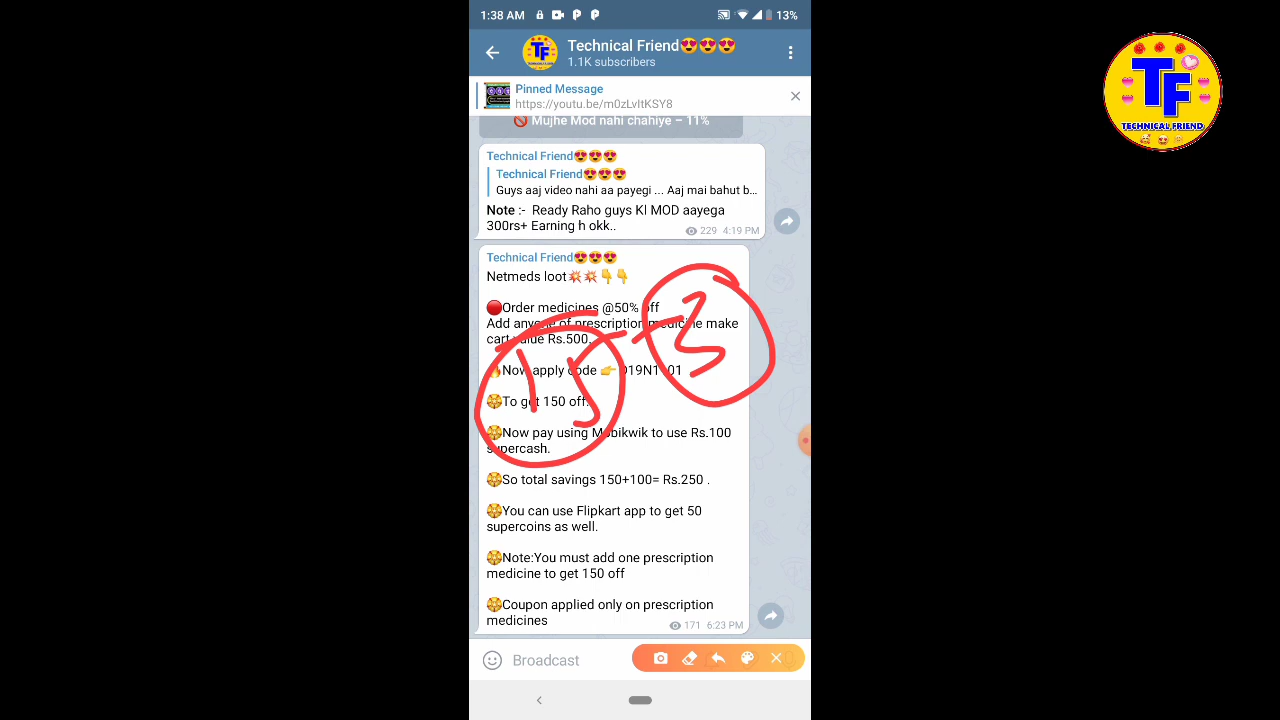 1:38 AM
13%
Technical Friend😍😍😍
1.1K subscribers
Pinned Message
https://youtu.be/m0zLvItKSY8
🚫 Mujhe Mod nahi chahiye – 11%
Technical Friend😍😍😍
Technical Friend😍😍😍
Guys aaj video nahi aa payegi ... Aaj mai bahut b...
Note :- Ready Raho guys KI MOD aayega
300rs+ Earning h okk..
229 4:19 PM
Technical Friend😍😍😍
Netmeds loot💥💥👇👇
🔴Order medicines @50% off
Add anyone of prescription medicine make
cart value Rs.500.
🔥Now apply code 👉
To get 150 off.
Now pay using Mobikwik to use Rs.100
supercash.
So total savings 150+100= Rs.250 .
You can use Flipkart app to get 50
supercoins as well.
Note:You must add one prescription
medicine to get 150 off
Coupon applied only on prescription
medicines
171 6:23 PM
Broadcast
15 3
TF
TECHNICAL FRIEND